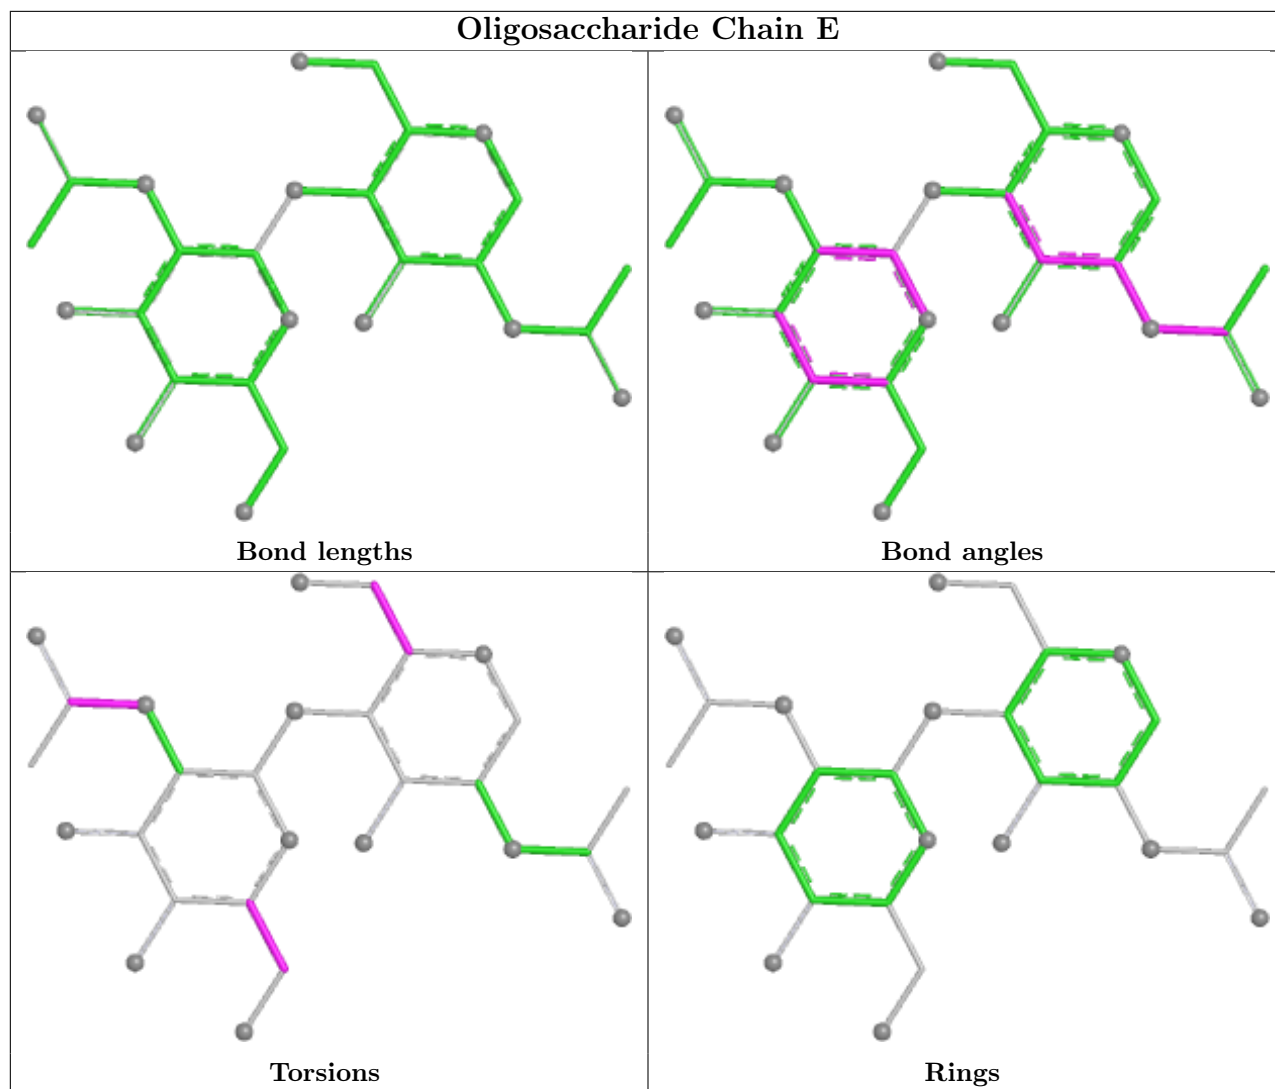 Oligosaccharide Chain E
Bond lengths
Bond angles
Torsions
Rings